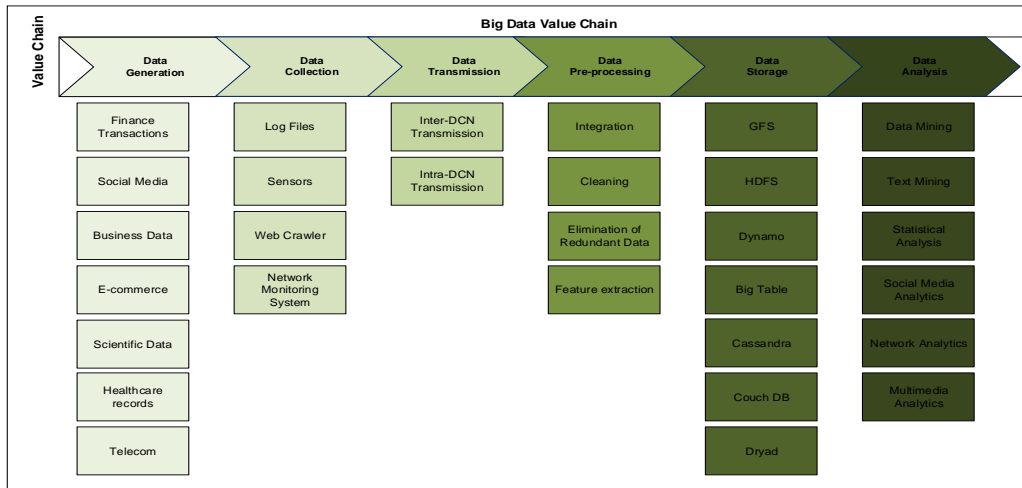 Big Data Value Chain
Value Chain
Data
Generation
Data
Collection
Data
Transmission
Data
Pre-processing
Data
Storage
Data
Analysis
Finance
Transactions
Social Media
Business Data
E-commerce
Scientific Data
Healthcare
records
Telecom
Log Files
Sensors
Web Crawler
Network
Monitoring
System
Inter-DCN
Transmission
Intra-DCN
Transmission
Integration
Cleaning
Elimination of
Redundant Data
Feature extraction
GFS
HDFS
Dynamo
Big Table
Cassandra
Couch DB
Dryad
Data Mining
Text Mining
Statistical
Analysis
Social Media
Analytics
Network Analytics
Multimedia
Analytics